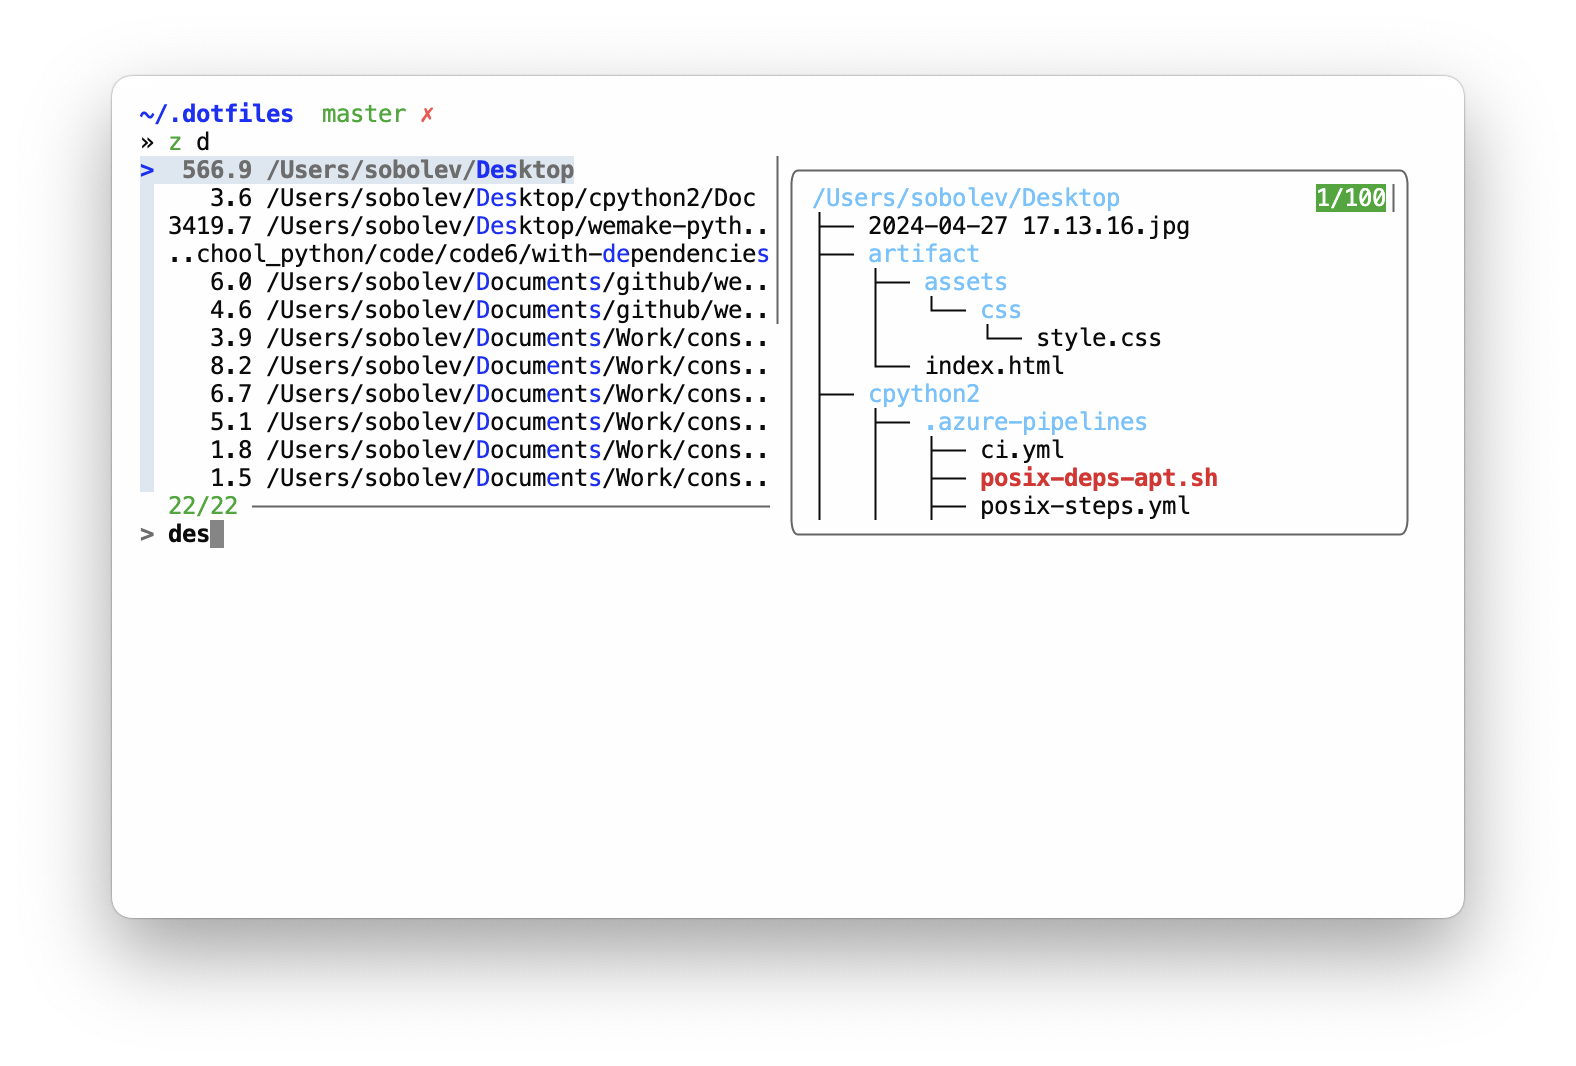 ~/.dotfiles  master ✗
» z d
>  566.9 /Users/sobolev/Desktop
3.6 /Users/sobolev/Desktop/cpython2/Doc
3419.7 /Users/sobolev/Desktop/wemake-pyth..
..chool_python/code/code6/with-dependencies
6.0 /Users/sobolev/Documents/github/we..
4.6 /Users/sobolev/Documents/github/we..
3.9 /Users/sobolev/Documents/Work/cons..
8.2 /Users/sobolev/Documents/Work/cons..
6.7 /Users/sobolev/Documents/Work/cons..
5.1 /Users/sobolev/Documents/Work/cons..
1.8 /Users/sobolev/Documents/Work/cons..
1.5 /Users/sobolev/Documents/Work/cons..
22/22
> des
/Users/sobolev/Desktop 1/100
├── 2024-04-27 17.13.16.jpg
├── artifact
│   ├── assets
│   │   └── css
│   │       └── style.css
│   └── index.html
├── cpython2
│   ├── .azure-pipelines
│   │   ├── ci.yml
│   │   ├── posix-deps-apt.sh
│   │   ├── posix-steps.yml